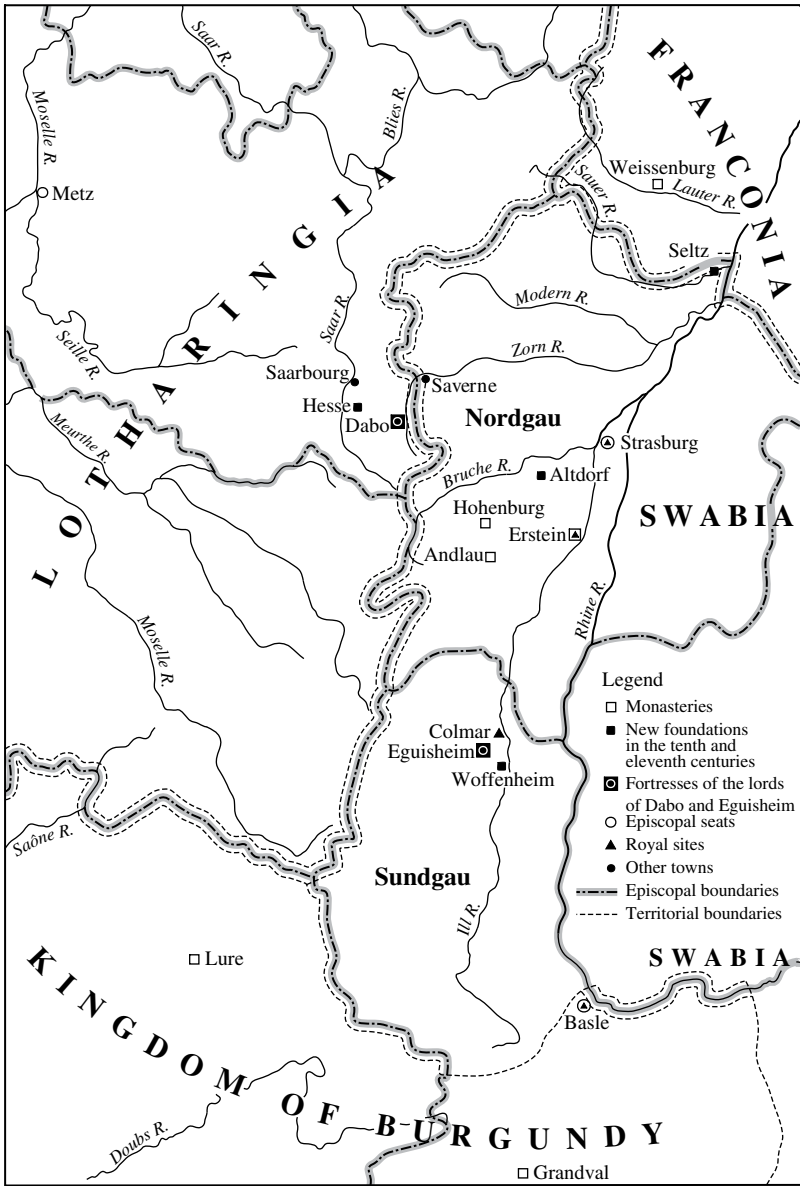 FRANCONIA
Saar R.
Moselle R.
Blies R.
Weissenburg
Lauter R.
Sauer R.
Metz
LOTHARINGIA
Seltz
Modern R.
Saar R.
Zorn R.
Seille R.
Saarbourg
Saverne
Hesse
Dabo
Nordgau
Meurthe R.
Strasburg
Bruche R.
Altdorf
SWABIA
Hohenburg
Erstein
Andlau
Rhine R.
Moselle R.
Legend
Monasteries
New foundations
in the tenth and
eleventh centuries
Fortresses of the lords
of Dabo and Eguisheim
Episcopal seats
Royal sites
Other towns
Episcopal boundaries
Territorial boundaries
Colmar
Eguisheim
Woffenheim
Saône R.
Sundgau
Ill R.
Lure
SWABIA
Basle
KINGDOM OF BURGUNDY
Doubs R.
Grandval